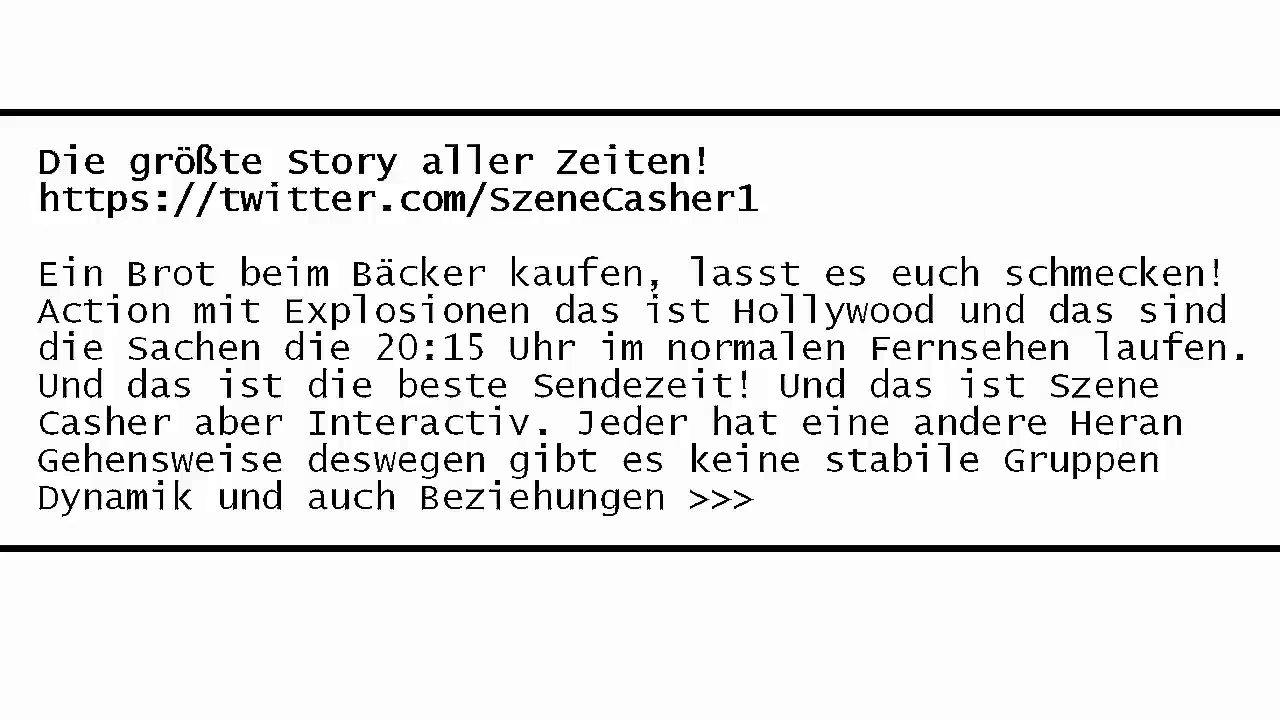 Die größte Story aller Zeiten!
https://twitter.com/SzeneCasher1
Ein Brot beim Bäcker kaufen, lasst es euch schmecken!
Action mit Explosionen das ist Hollywood und das sind
die Sachen die 20:15 Uhr im normalen Fernsehen laufen.
Und das ist die beste Sendezeit! Und das ist Szene
Casher aber Interactiv. Jeder hat eine andere Heran
Gehensweise deswegen gibt es keine stabile Gruppen
Dynamik und auch Beziehungen >>>